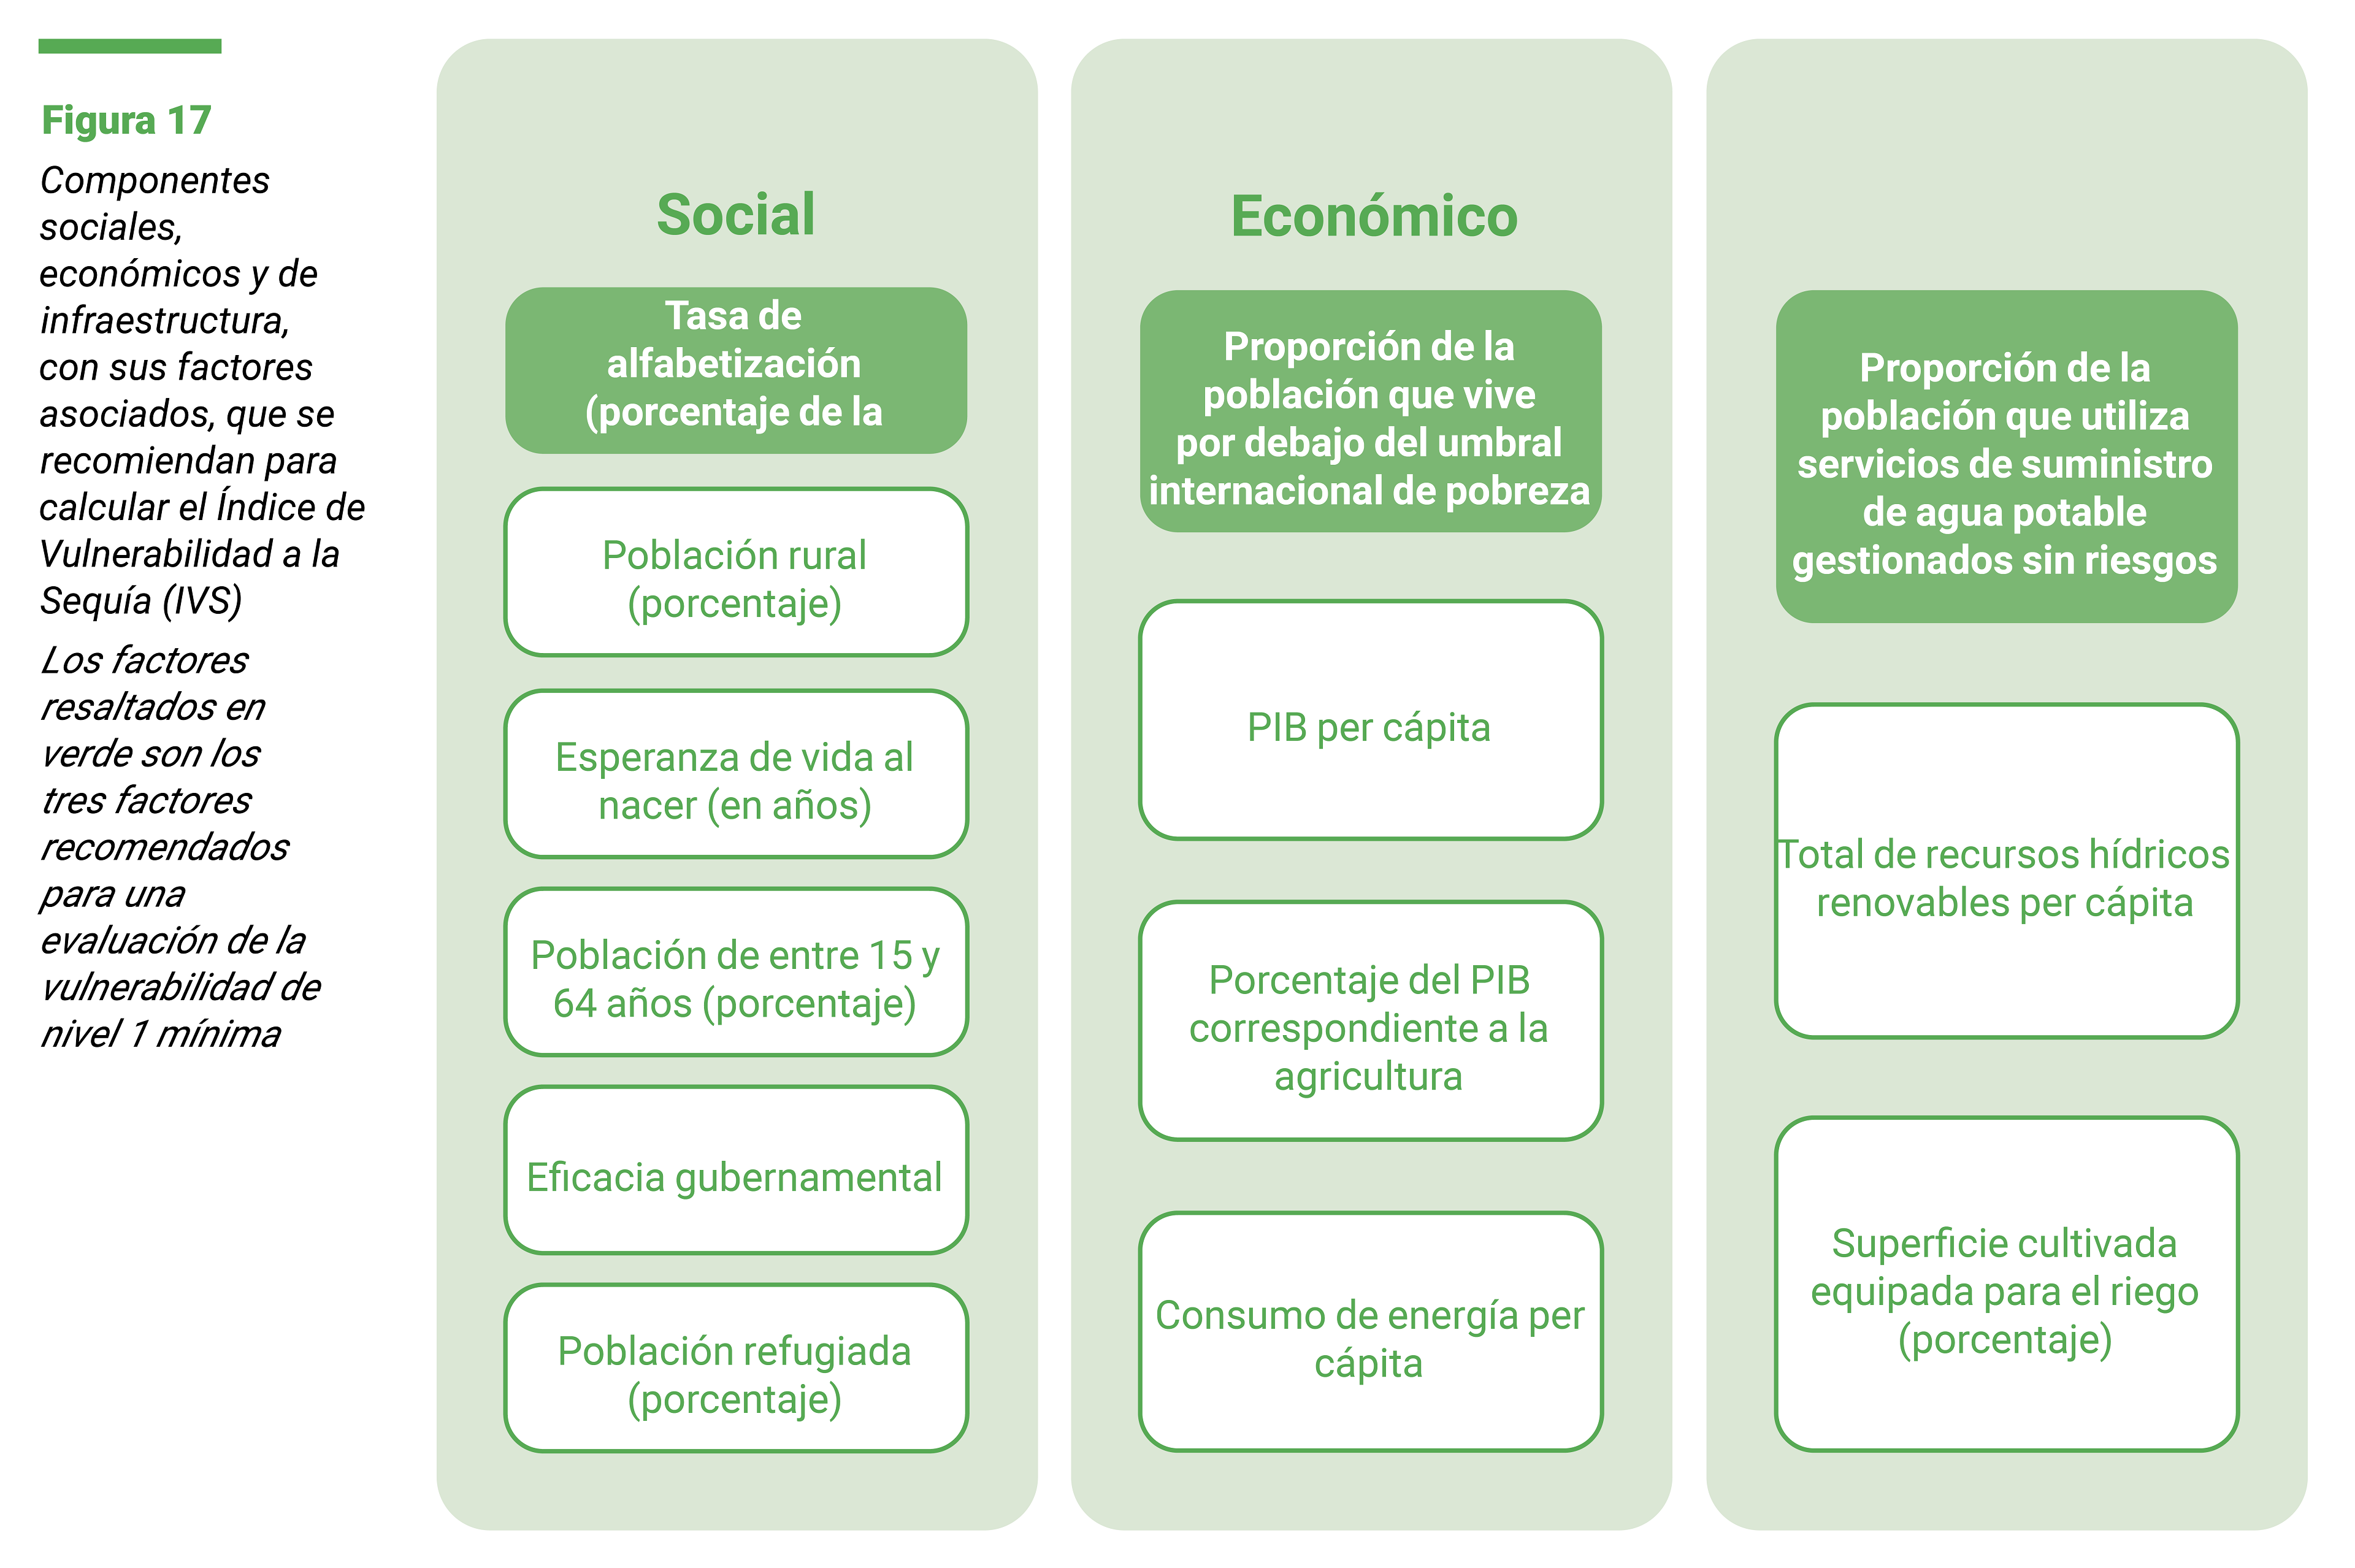 Figura 17
Componentes
sociales,
económicos y de
infraestructura,
con sus factores
asociados, que se
recomiendan para
calcular el Índice de
Vulnerabilidad a la
Sequía (IVS)
Los factores
resaltados en
verde son los
tres factores
recomendados
para una
evaluación de la
vulnerabilidad de
nivel 1 mínima
Social
Tasa de
alfabetización
(porcentaje de la
Población rural
(porcentaje)
Esperanza de vida al
nacer (en años)
Población de entre 15 y
64 años (porcentaje)
Eficacia gubernamental
Población refugiada
(porcentaje)
Económico
Proporción de la
población que vive
por debajo del umbral
internacional de pobreza
PIB per cápita
Porcentaje del PIB
correspondiente a la
agricultura
Consumo de energía per
cápita
Proporción de la
población que utiliza
servicios de suministro
de agua potable
gestionados sin riesgos
Total de recursos hídricos
renovables per cápita
Superficie cultivada
equipada para el riego
(porcentaje)